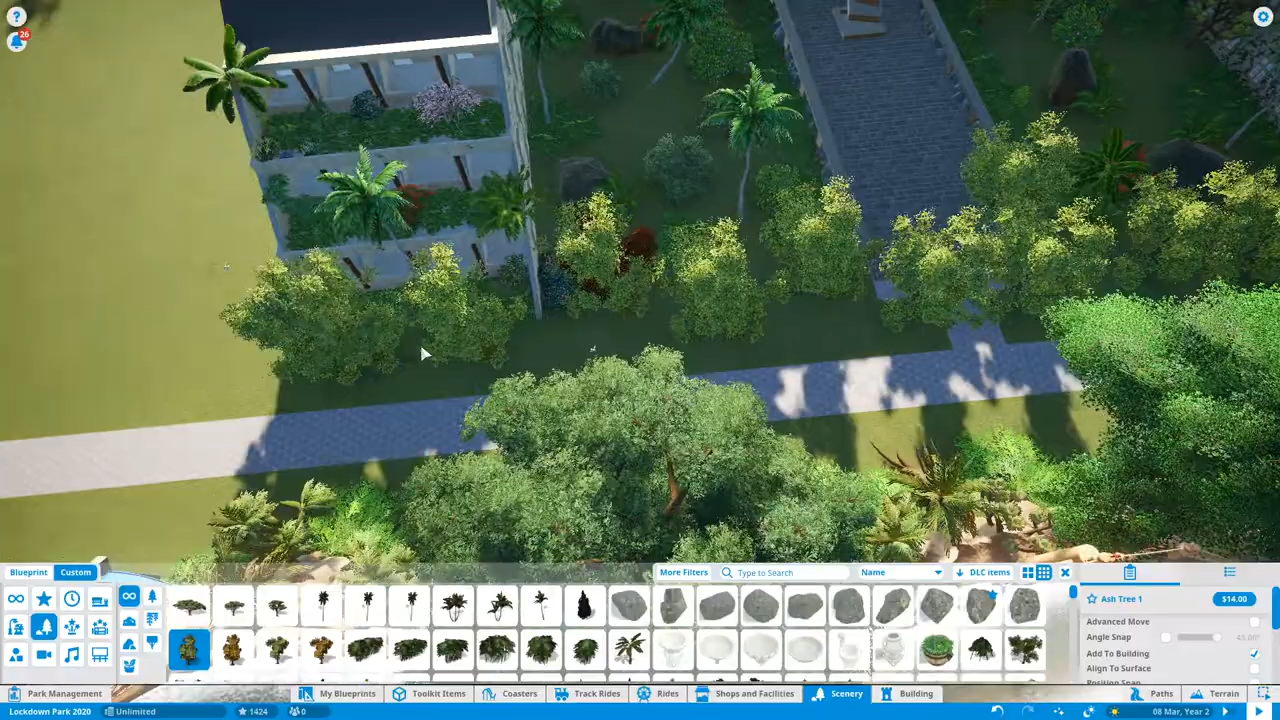 ?
26
Blueprint
Custom
More Filters
Type to Search
Name
DLC items
Ash Tree 1
$14.00
Advanced Move
Angle Snap
45.00°
Add To Building
Align To Surface
Park Management
My Blueprints
Toolkit Items
Coasters
Track Rides
Rides
Shops and Facilities
Scenery
Building
Paths
Terrain
Lockdown Park 2020
Unlimited
1424
0
08 Mar, Year 2